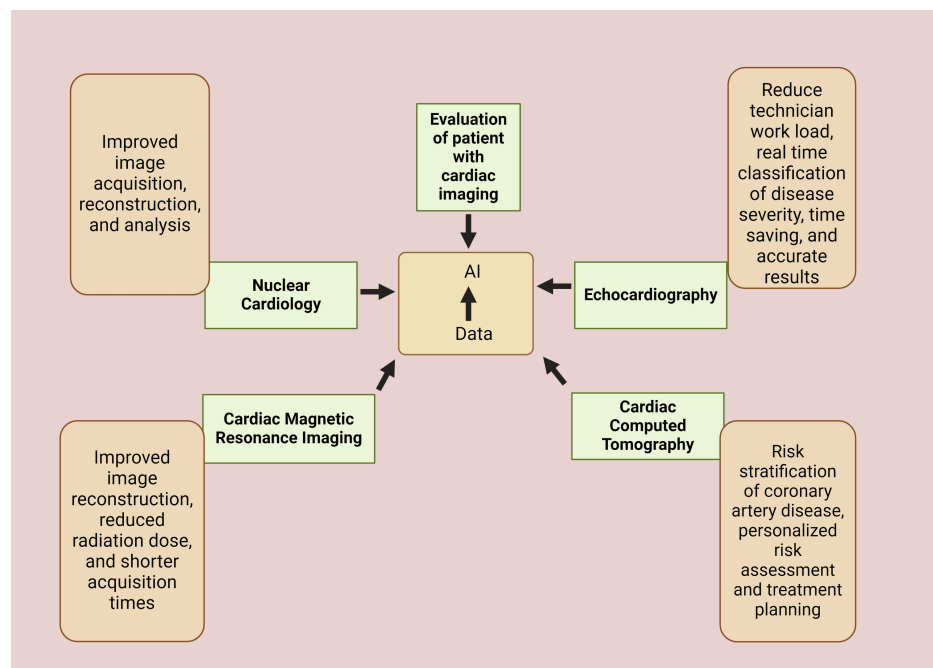 Improved
image
acquisition,
reconstruction,
and analysis
Evaluation
of patient
with
cardiac
imaging
Reduce
technician
work load,
real time
classification
of disease
severity, time
saving, and
accurate
results
Nuclear
Cardiology
AI
Data
Echocardiography
Cardiac Magnetic
Resonance Imaging
Cardiac
Computed
Tomography
Improved
image
reconstruction,
reduced
radiation dose,
and shorter
acquisition
times
Risk
stratification
of coronary
artery disease,
personalized
risk
assessment
and treatment
planning